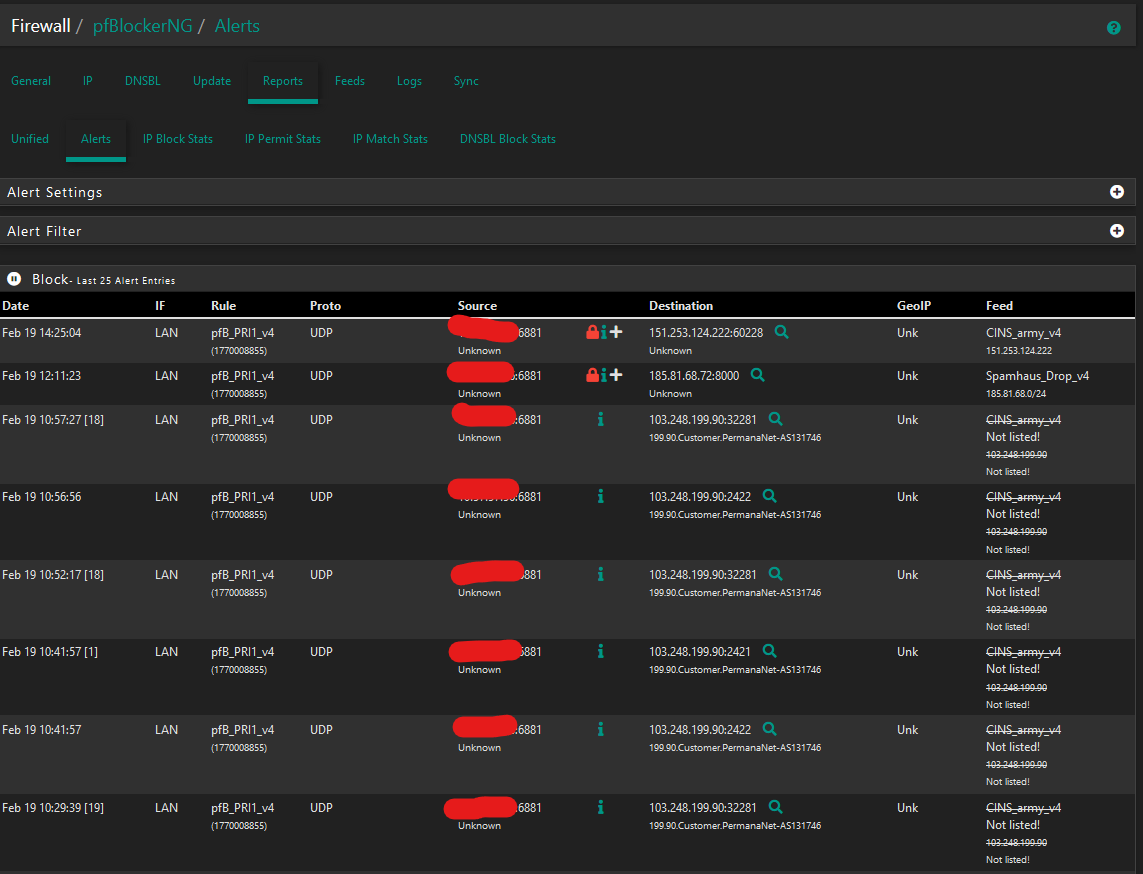 Firewall / pfBlockerNG / Alerts
General IP DNSBL Update Reports Feeds Logs Sync
Unified Alerts IP Block Stats IP Permit Stats IP Match Stats DNSBL Block Stats
Alert Settings
Alert Filter
Block- Last 25 Alert Entries
Date IF Rule Proto Source Destination GeoIP Feed
Feb 19 14:25:04 LAN pfB_PRI1_v4 UDP 6881 151.253.124.222:60228 Unk CINS_army_v4
(1770008855) Unknown Unknown 151.253.124.222
Feb 19 12:11:23 LAN pfB_PRI1_v4 UDP :6881 185.81.68.72:8000 Unk Spamhaus_Drop_v4
(1770008855) Unknown Unknown 185.81.68.0/24
Feb 19 10:57:27 [18] LAN pfB_PRI1_v4 UDP :6881 103.248.199.90:32281 Unk CINS_army_v4
(1770008855) Unknown 199.90.Customer.PermanaNet-AS131746 Not listed!
103.248.199.90
Not listed!
Feb 19 10:56:56 LAN pfB_PRI1_v4 UDP :6881 103.248.199.90:2422 Unk CINS_army_v4
(1770008855) Unknown 199.90.Customer.PermanaNet-AS131746 Not listed!
103.248.199.90
Not listed!
Feb 19 10:52:17 [18] LAN pfB_PRI1_v4 UDP 881 103.248.199.90:32281 Unk CINS_army_v4
(1770008855) Unknown 199.90.Customer.PermanaNet-AS131746 Not listed!
103.248.199.90
Not listed!
Feb 19 10:41:57 [1] LAN pfB_PRI1_v4 UDP 881 103.248.199.90:2421 Unk CINS_army_v4
(1770008855) Unknown 199.90.Customer.PermanaNet-AS131746 Not listed!
103.248.199.90
Not listed!
Feb 19 10:41:57 LAN pfB_PRI1_v4 UDP 6881 103.248.199.90:2422 Unk CINS_army_v4
(1770008855) Unknown 199.90.Customer.PermanaNet-AS131746 Not listed!
103.248.199.90
Not listed!
Feb 19 10:29:39 [19] LAN pfB_PRI1_v4 UDP 6881 103.248.199.90:32281 Unk CINS_army_v4
(1770008855) Unknown 199.90.Customer.PermanaNet-AS131746 Not listed!
103.248.199.90
Not listed!